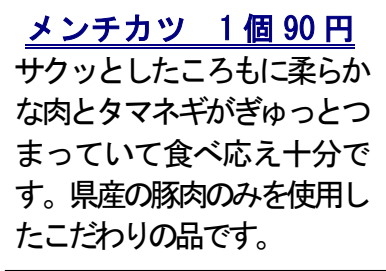 メンチカツ　1個 90 円
サクッとしたころもに柔らか
な肉とタマネギがぎゅっとつ
まっていて食べ応え十分で
す。県産の豚肉のみを使用し
たこだわりの品です。